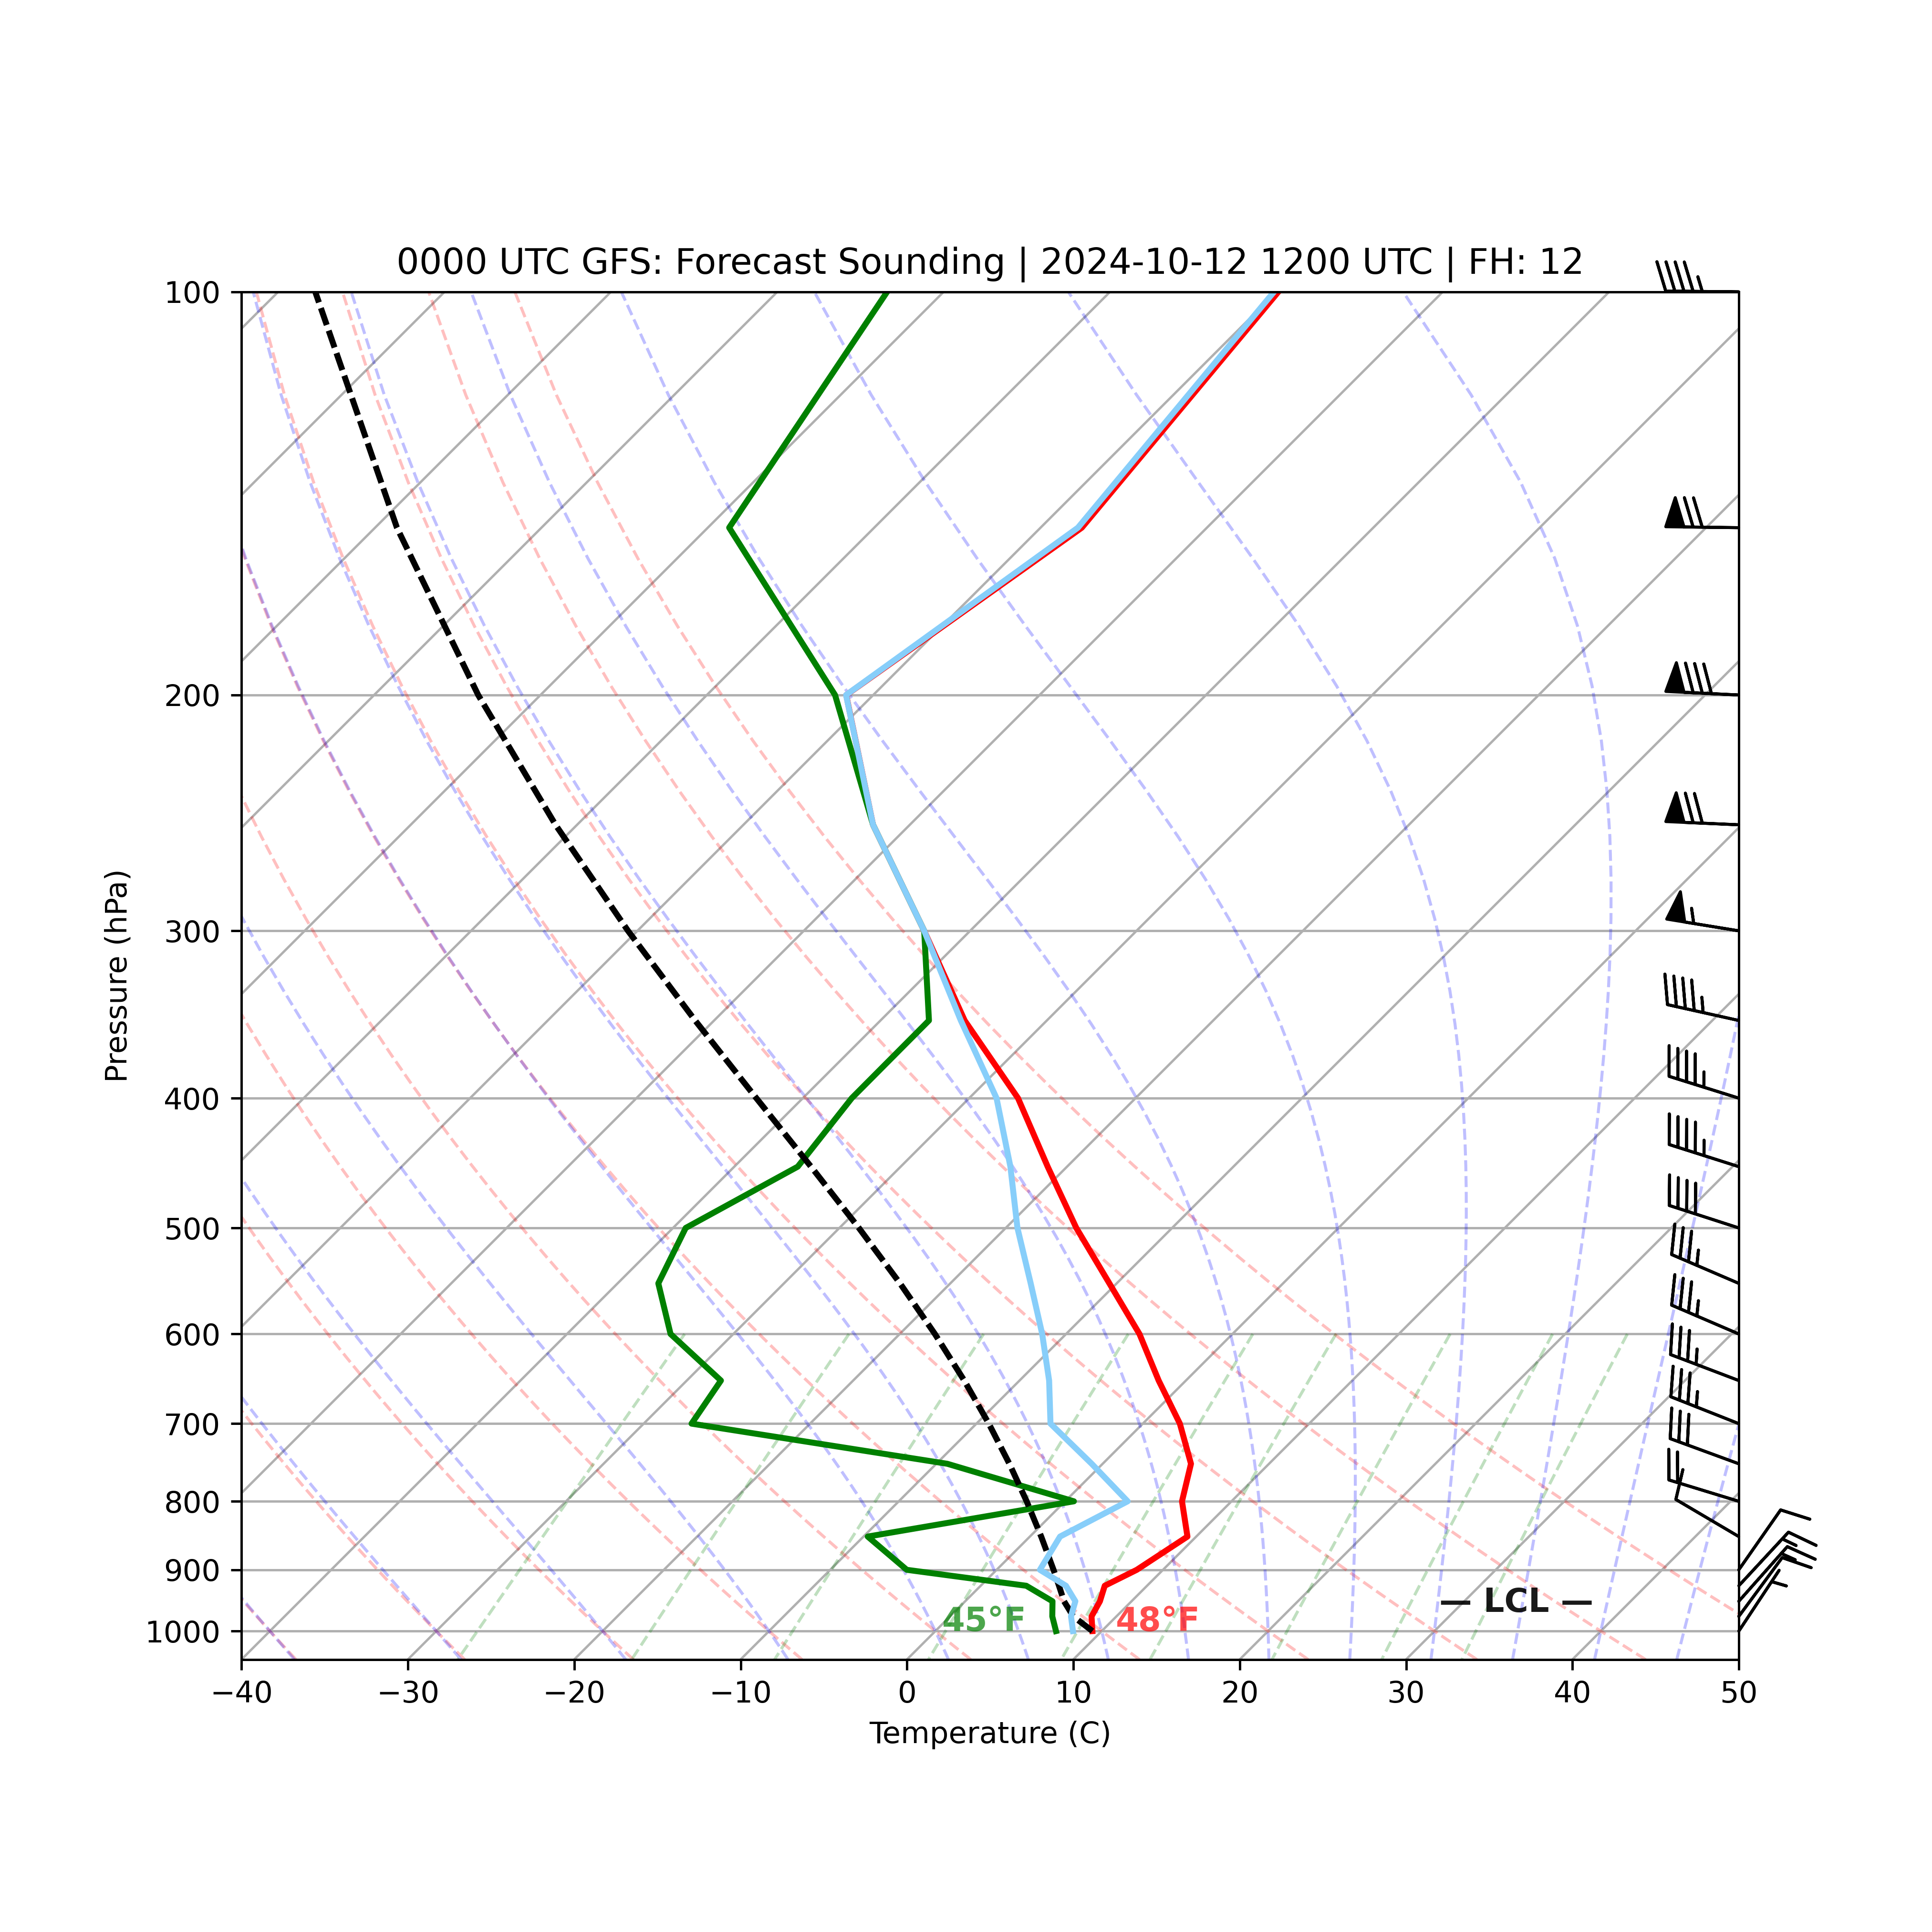 0000 UTC GFS: Forecast Sounding | 2024-10-12 1200 UTC | FH: 12
100
200
300
400
500
600
700
800
900
1000
Pressure (hPa)
45°F
48°F
— LCL —
−40 −30 −20 −10 0 10 20 30 40 50
Temperature (C)